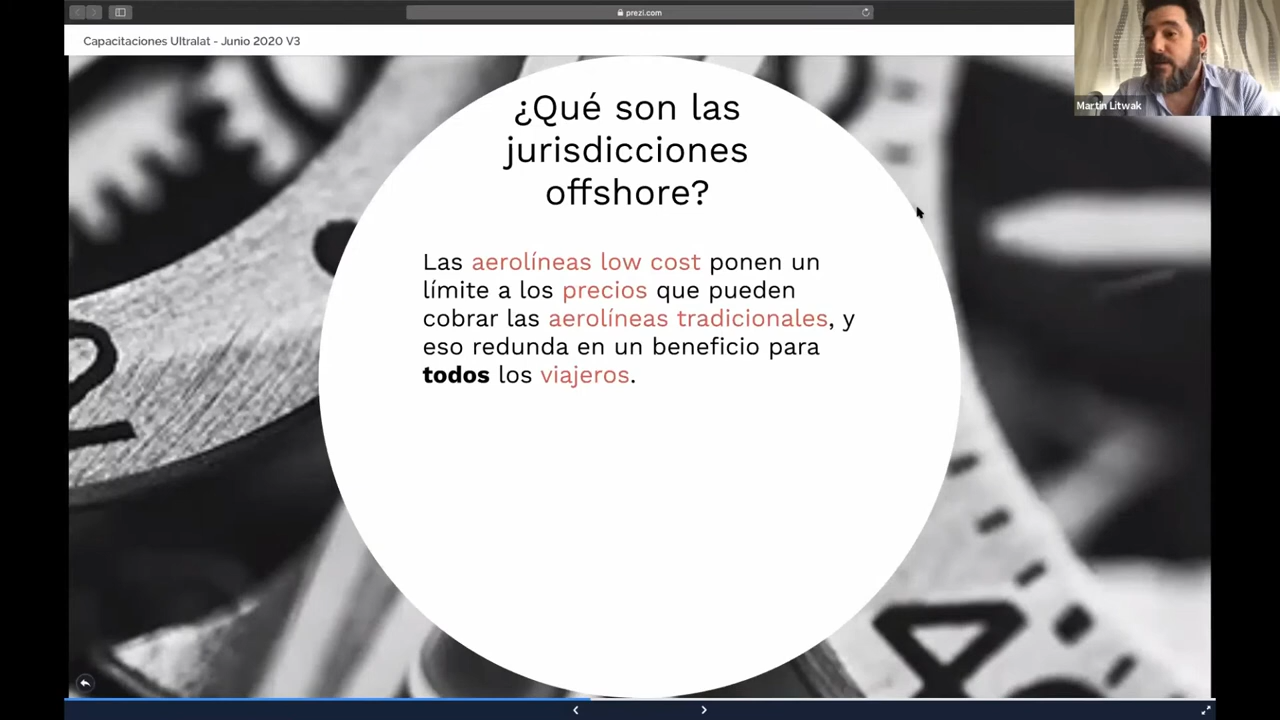 prezi.com
Capacitaciones Ultralat - Junio 2020 V3
Martin Litwak
¿Qué son las
jurisdicciones
offshore?
Las aerolíneas low cost ponen un
límite a los precios que pueden
cobrar las aerolíneas tradicionales, y
eso redunda en un beneficio para
todos los viajeros.